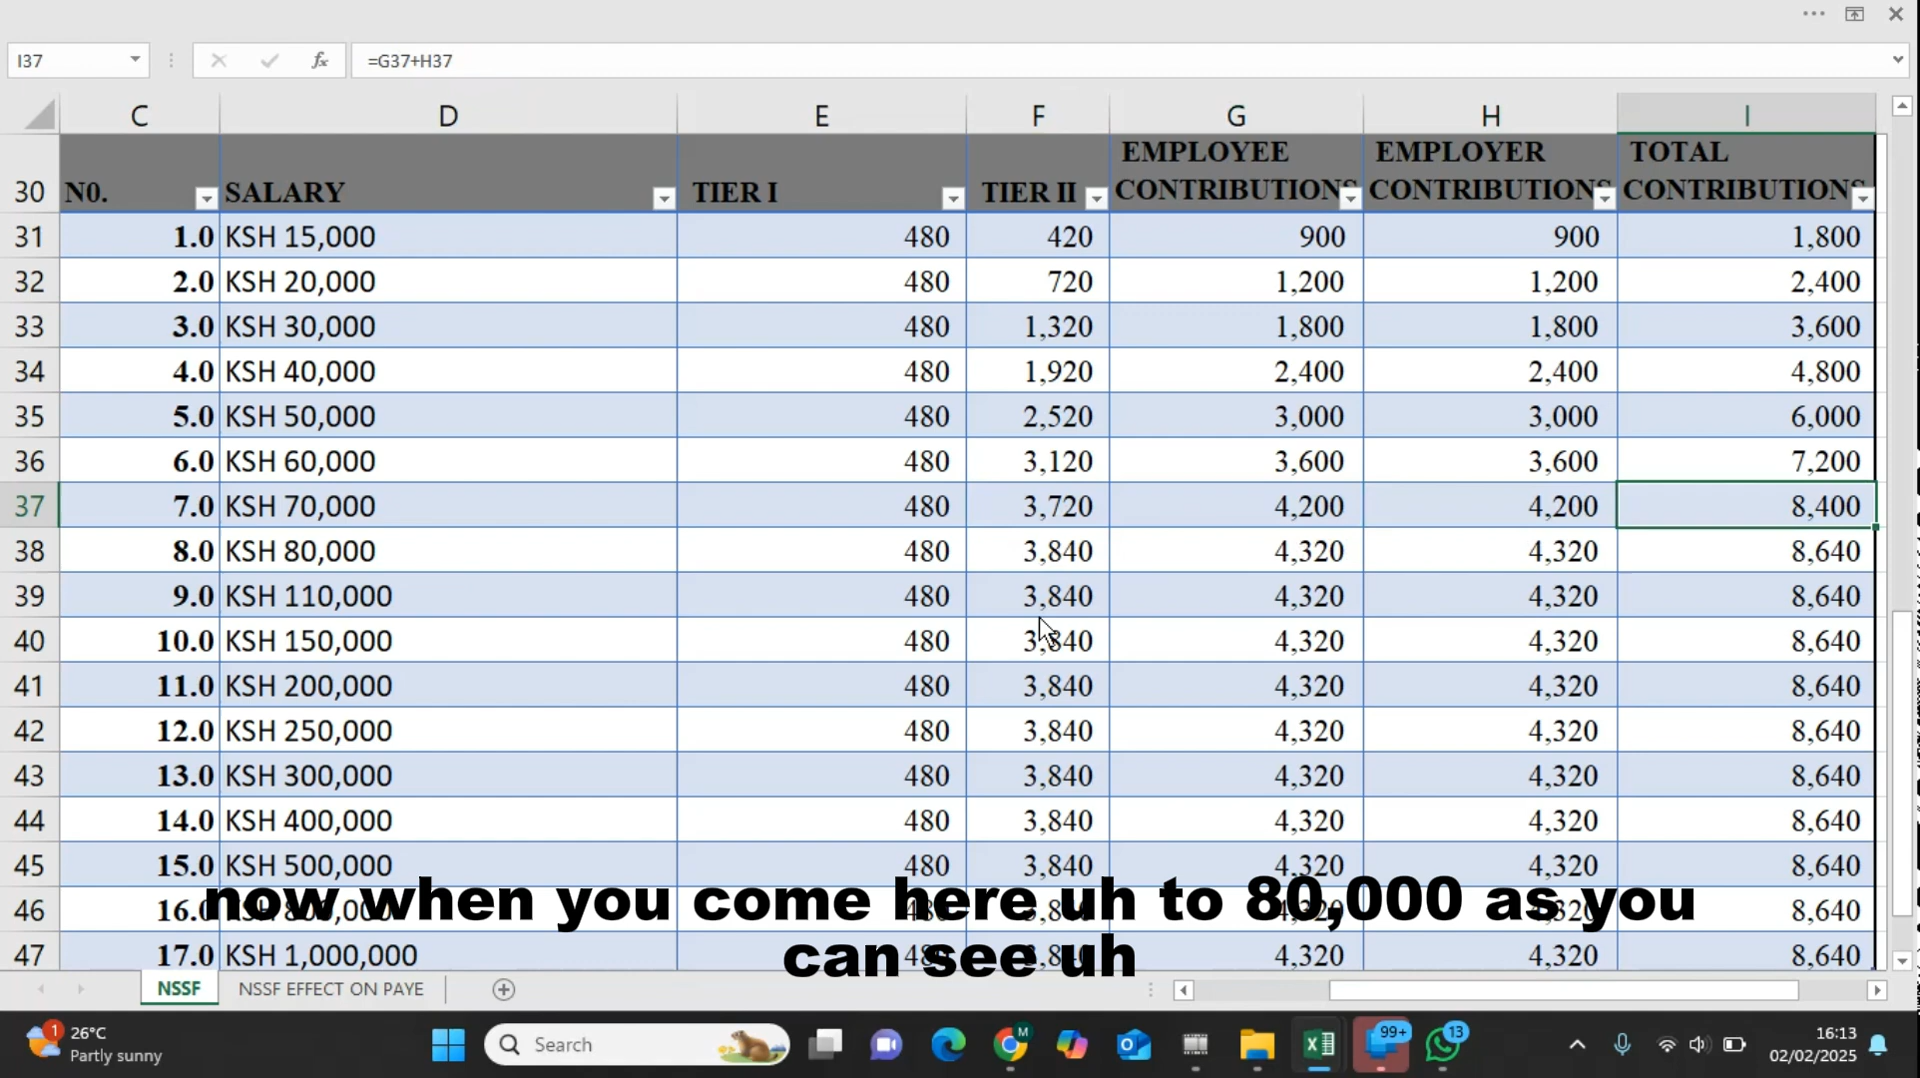 I37
fx
=G37+H37
C D E F G H I
30 N0. SALARY TIER I TIER II EMPLOYEE CONTRIBUTIONS EMPLOYER CONTRIBUTIONS TOTAL CONTRIBUTIONS
31 1.0 KSH 15,000 480 420 900 900 1,800
32 2.0 KSH 20,000 480 720 1,200 1,200 2,400
33 3.0 KSH 30,000 480 1,320 1,800 1,800 3,600
34 4.0 KSH 40,000 480 1,920 2,400 2,400 4,800
35 5.0 KSH 50,000 480 2,520 3,000 3,000 6,000
36 6.0 KSH 60,000 480 3,120 3,600 3,600 7,200
37 7.0 KSH 70,000 480 3,720 4,200 4,200 8,400
38 8.0 KSH 80,000 480 3,840 4,320 4,320 8,640
39 9.0 KSH 110,000 480 3,840 4,320 4,320 8,640
40 10.0 KSH 150,000 480 3,840 4,320 4,320 8,640
41 11.0 KSH 200,000 480 3,840 4,320 4,320 8,640
42 12.0 KSH 250,000 480 3,840 4,320 4,320 8,640
43 13.0 KSH 300,000 480 3,840 4,320 4,320 8,640
44 14.0 KSH 400,000 480 3,840 4,320 4,320 8,640
45 15.0 KSH 500,000 480 3,840 4,320 4,320 8,640
46 16.0 8,640
47 17.0 KSH 1,000,000 4,320 4,320 8,640
now when you come here uh to 80,000 as you
can see uh
NSSF NSSF EFFECT ON PAYE
1 26°C
Partly sunny
Search
M
99+
13
16:13
02/02/2025